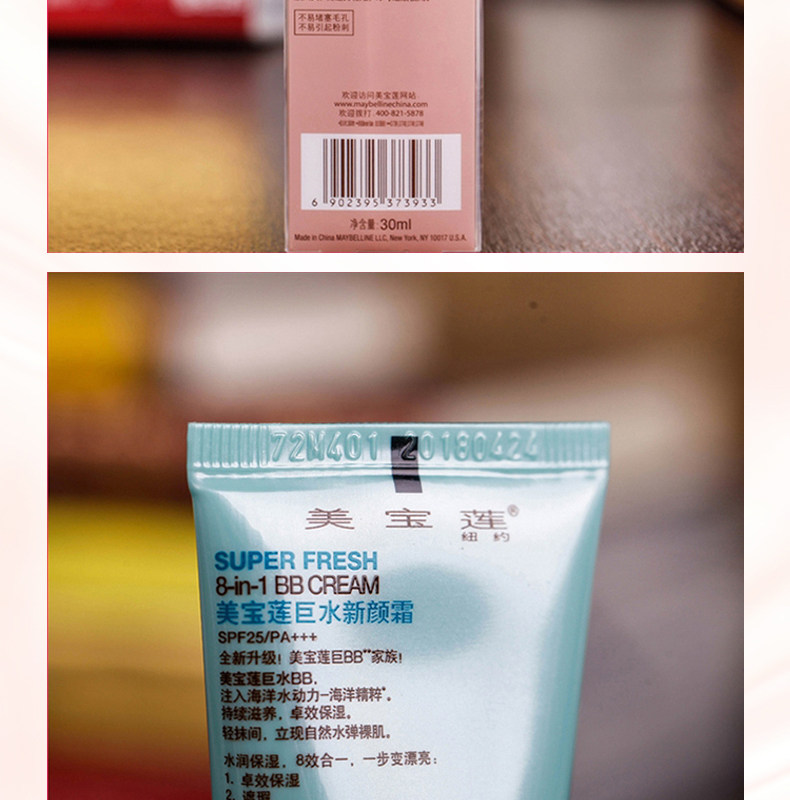 不易堵塞毛孔
不易引起粉刺
欢迎访问美宝莲网站:
www.maybellinechina.com
欢迎拨打:400-821-5878
6 902395 373933
净含量:30ml
Made in China MAYBELLINE LLC, New York, NY 10017 U.S.A.
72M401 20180424
美宝莲®
紐約
SUPER FRESH
8-in-1 BB CREAM
美宝莲巨水新颜霜
SPF25/PA+++
全新升级!美宝莲巨BB**家族!
美宝莲巨水BB,
注入海洋水动力-海洋精粹*。
持续滋养,卓效保湿。
轻抹间,立现自然水弹裸肌。
水润保湿,8效合一,一步变漂亮:
1. 卓效保湿
2. 遮瑕